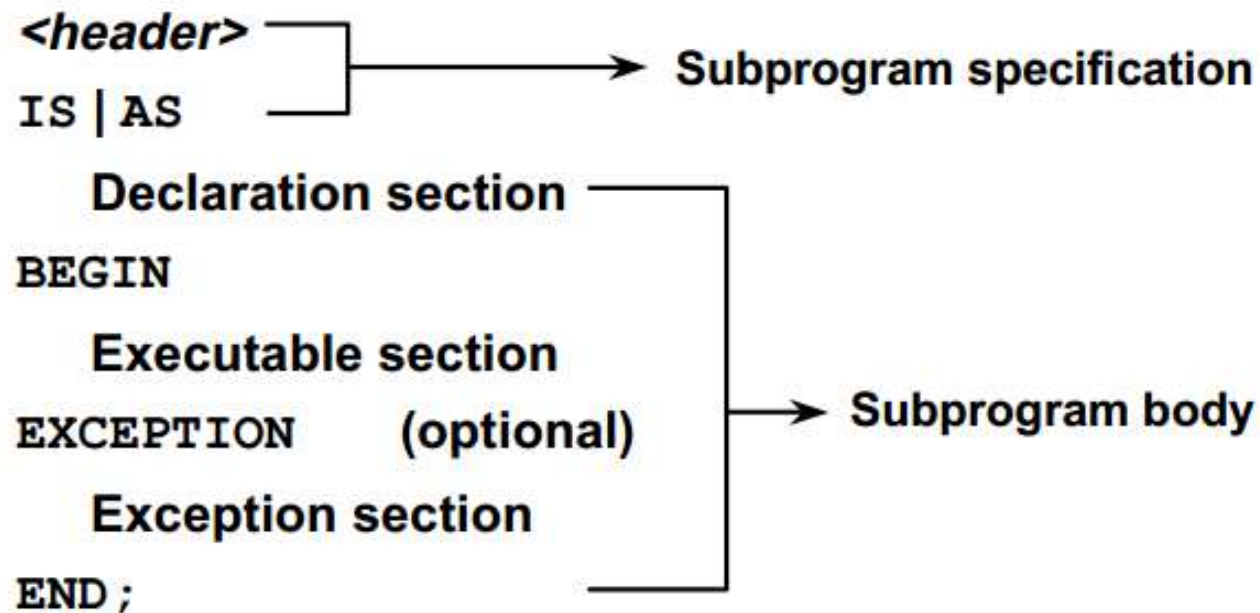 <header>
Subprogram specification
IS | AS
Declaration section
BEGIN
Executable section
EXCEPTION (optional)
Subprogram body
Exception section
END;